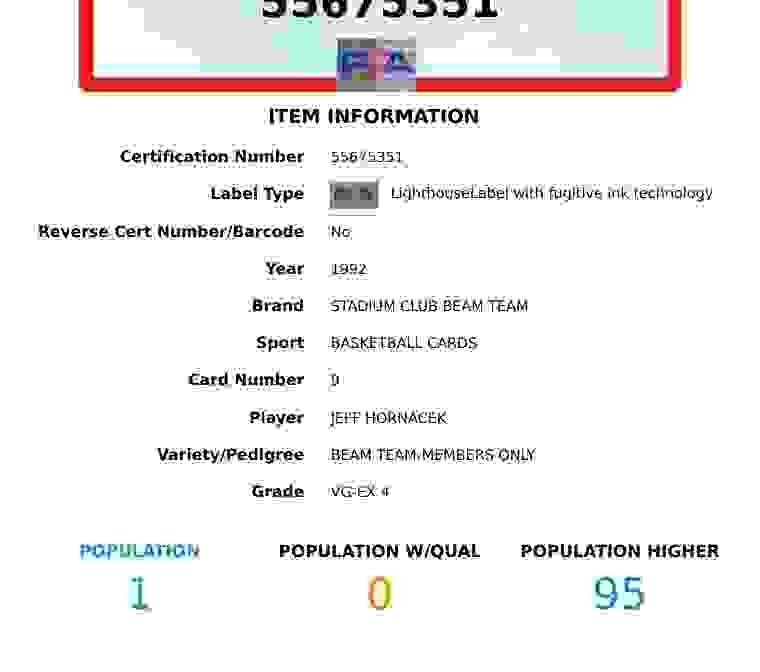 55675351
PSA
ITEM INFORMATION
Certification Number 55675351
Label Type LighthouseLabel with fugitive ink technology
Reverse Cert Number/Barcode No
Year 1992
Brand STADIUM CLUB BEAM TEAM
Sport BASKETBALL CARDS
Card Number 9
Player JEFF HORNACEK
Variety/Pedigree BEAM TEAM-MEMBERS ONLY
Grade VG-EX 4
POPULATION POPULATION W/QUAL POPULATION HIGHER
1 0 95